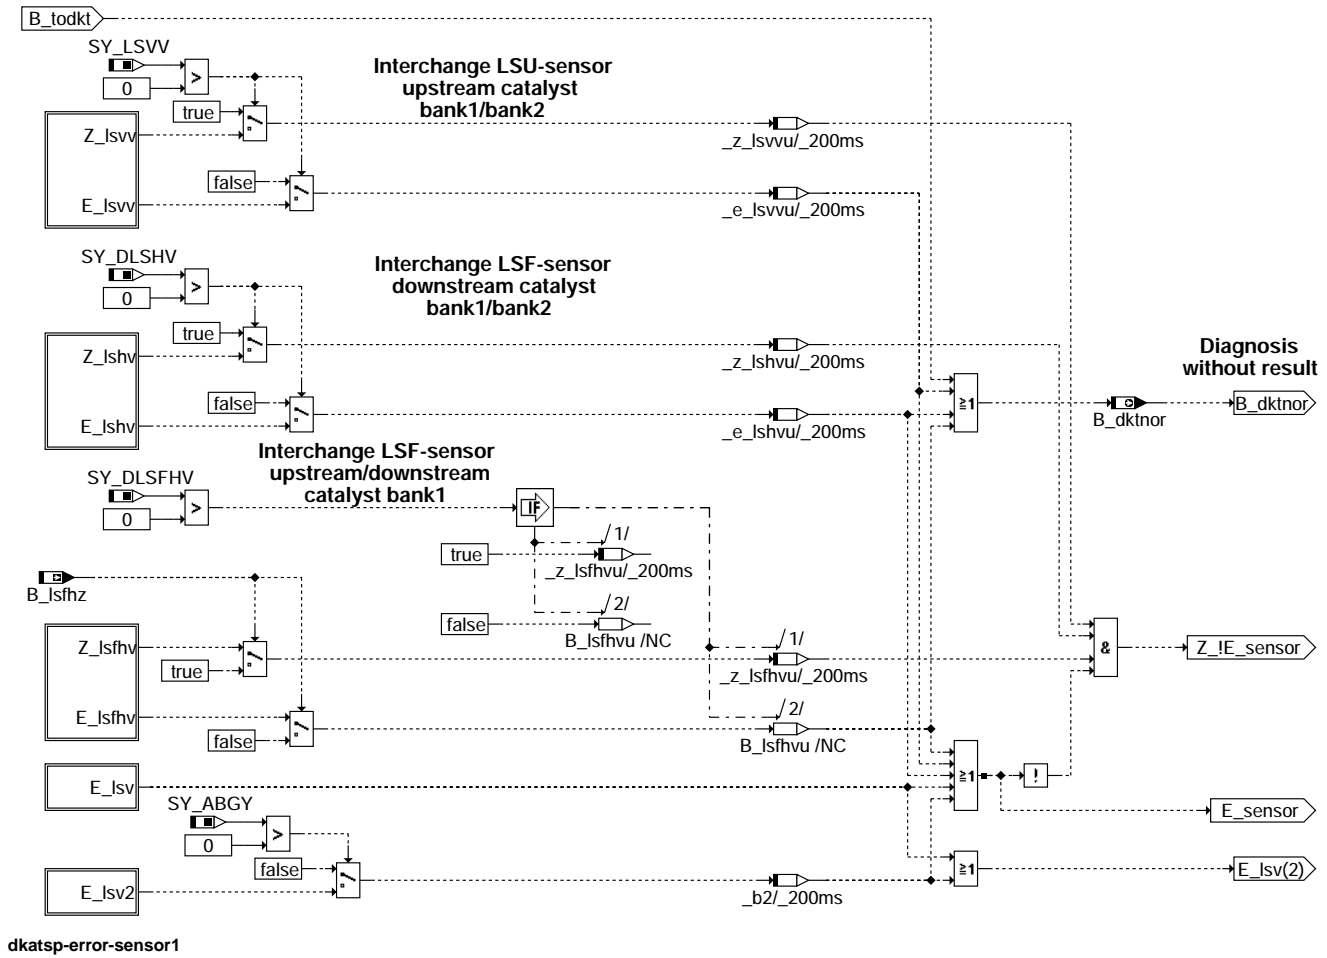 B_todkt
SY_LSVV
0
>
Interchange LSU-sensor
upstream catalyst
bank1/bank2
true
Z_lsvv
_z_lsvvu/_200ms
false
E_lsvv
_e_lsvvu/_200ms
SY_DLSHV
0
>
Interchange LSF-sensor
downstream catalyst
bank1/bank2
true
Z_lshv
_z_lshvu/_200ms
Diagnosis
without result
false
E_lshv
_e_lshvu/_200ms
≧1
B_dktnor
B_dktnor
Interchange LSF-sensor
upstream/downstream
catalyst bank1
SY_DLSFHV
0
>
IF
/1/
true
_z_lsfhvu/_200ms
B_lsfhz
/2/
false
B_lsfhvu /NC
Z_lsfhv
true
/1/
_z_lsfhvu/_200ms
&
Z_!E_sensor
E_lsfhv
false
/2/
B_lsfhvu /NC
E_lsv
≧1
!
E_sensor
SY_ABGY
0
>
false
E_lsv2
_b2/_200ms
≧1
E_lsv(2)
dkatsp-error-sensor1